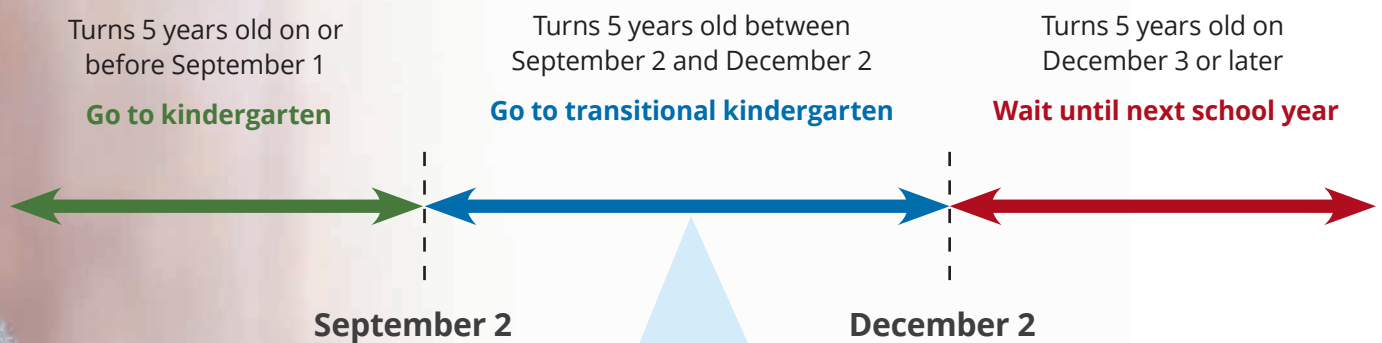 Turns 5 years old on or
before September 1
Go to kindergarten
Turns 5 years old between
September 2 and December 2
Go to transitional kindergarten
Turns 5 years old on
December 3 or later
Wait until next school year
September 2
December 2